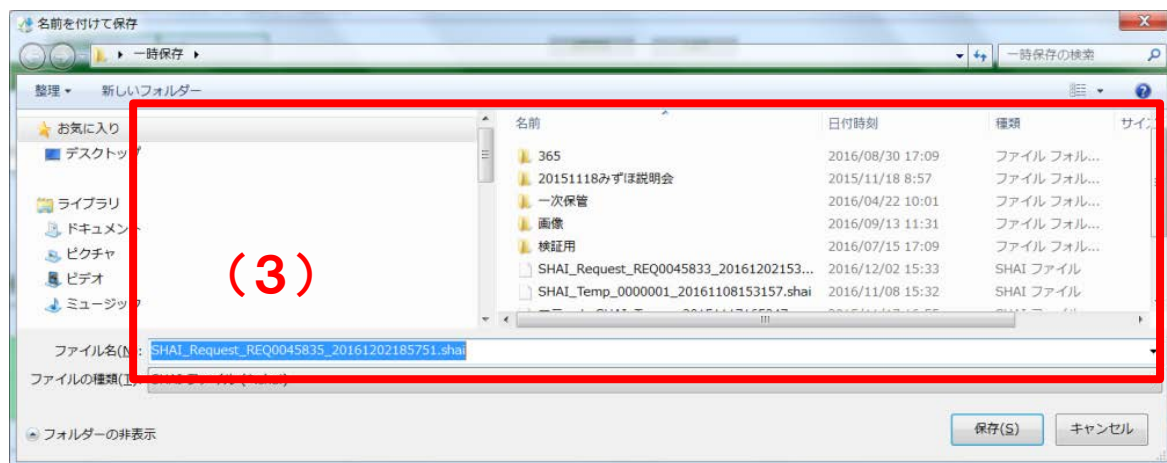 名前を付けて保存
一時保存
一時保存の検索
整理
新しいフォルダー
お気に入り
デスクトップ
ライブラリ
ドキュメント
ピクチャ
ビデオ
ミュージック
(3)
名前 日付時刻 種類 サイズ
365 2016/08/30 17:09 ファイル フォル...
20151118みずほ説明会 2015/11/18 8:57 ファイル フォル...
一次保管 2016/04/22 10:01 ファイル フォル...
画像 2016/09/13 11:31 ファイル フォル...
検証用 2016/07/15 17:09 ファイル フォル...
SHAI_Request_REQ0045833_20161202153... 2016/12/02 15:33 SHAI ファイル
SHAI_Temp_0000001_20161108153157.shai 2016/11/08 15:32 SHAI ファイル
ファイル名(N): SHAI_Request_REQ0045835_20161202185751.shai
ファイルの種類(T):
フォルダーの非表示
保存(S)
キャンセル